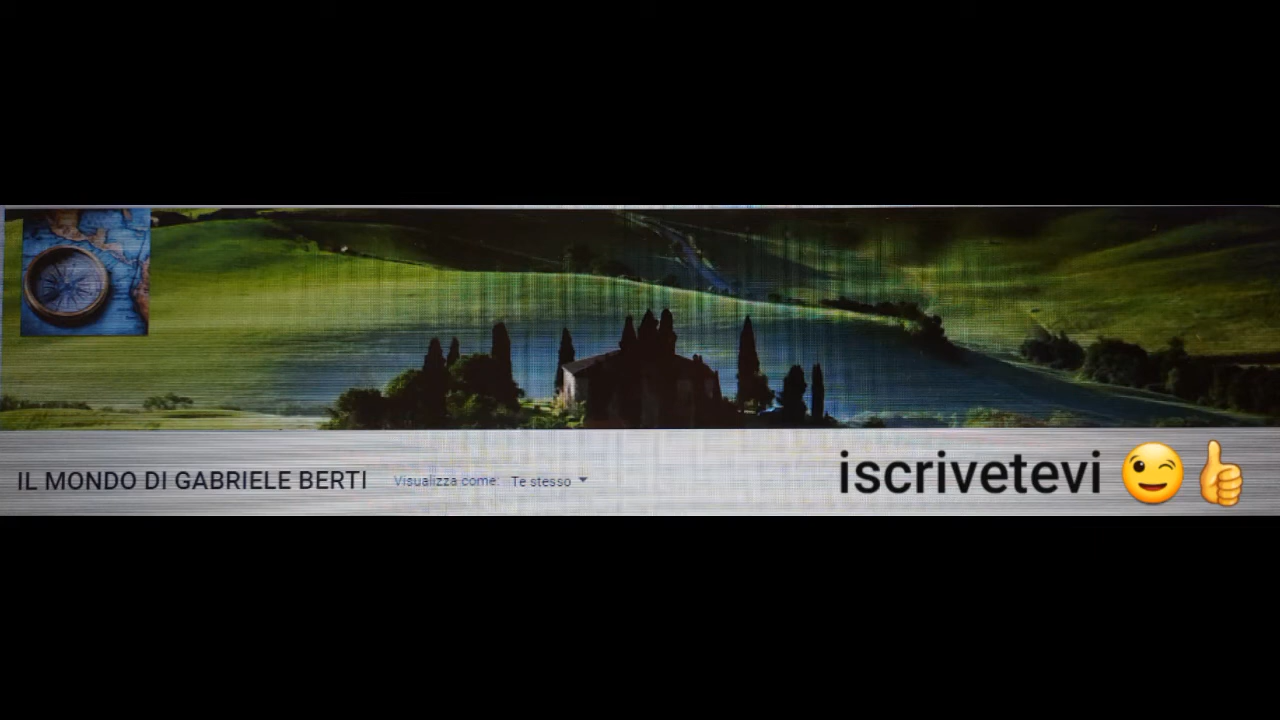 IL MONDO DI GABRIELE BERTI Visualizza come: Te stesso iscrivetevi 😉👍